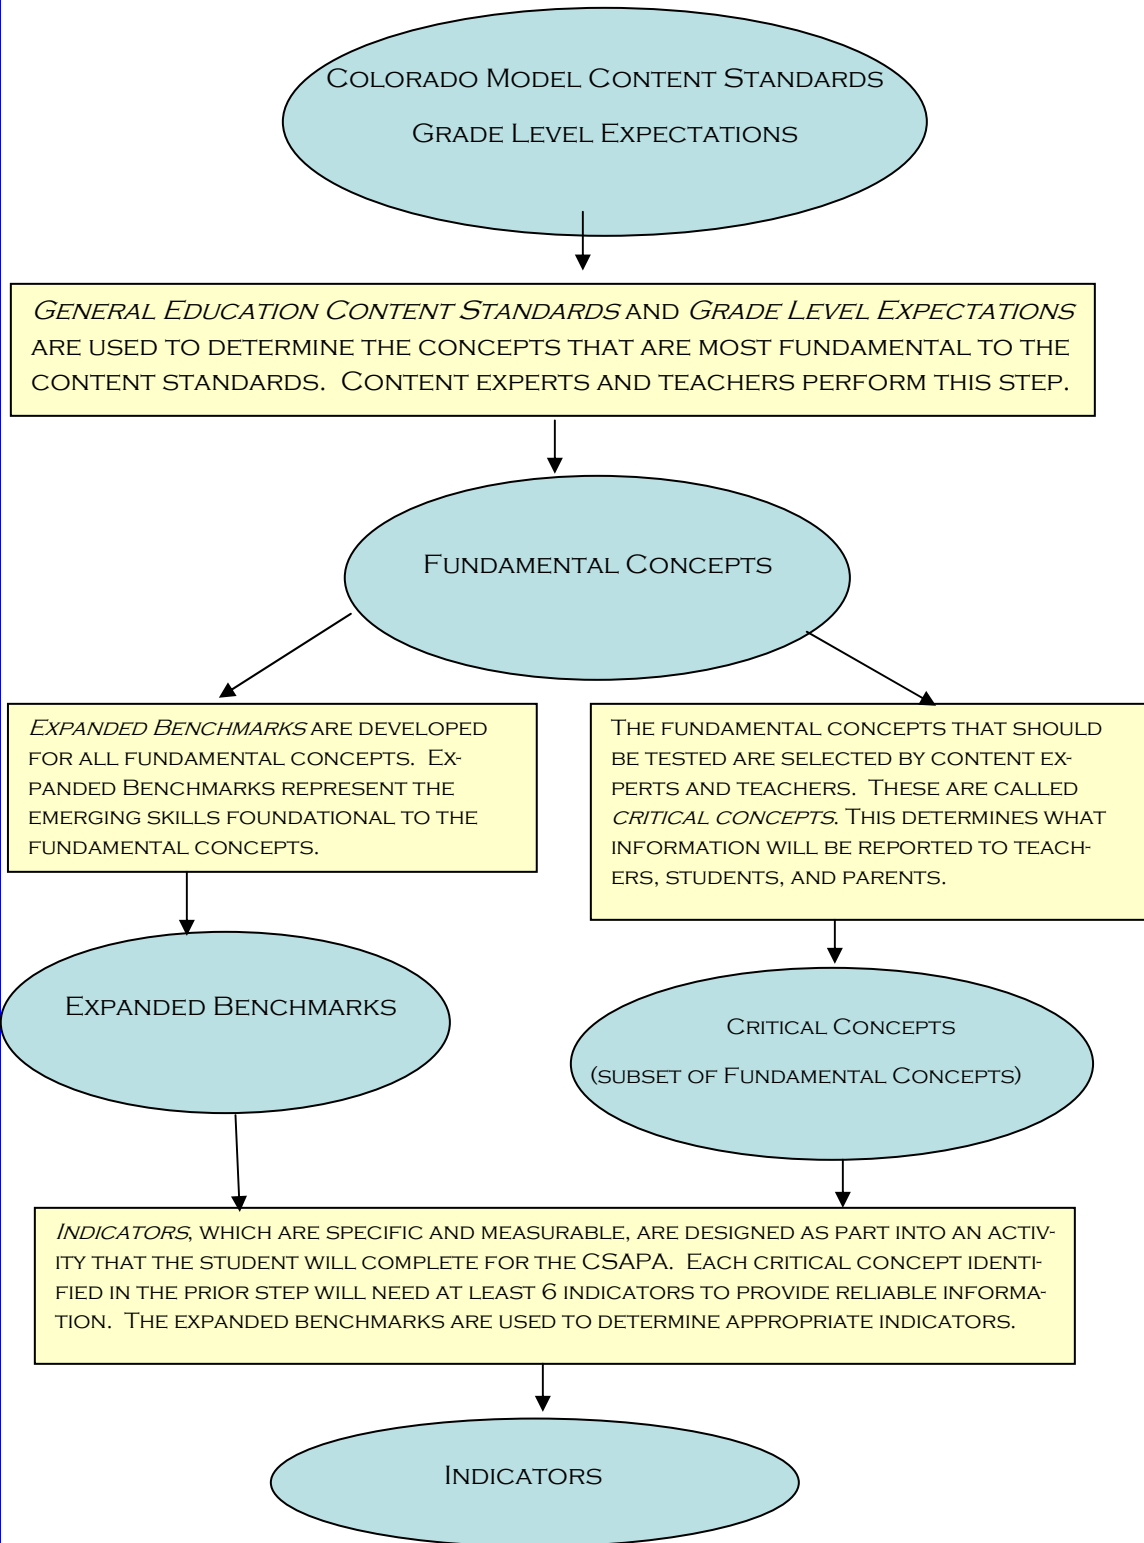 Colorado Model Content Standards
Grade Level Expectations
General Education Content Standards and Grade Level Expectations
are used to determine the concepts that are most fundamental to the
content standards. Content experts and teachers perform this step.
Fundamental Concepts
Expanded Benchmarks are developed
for all fundamental concepts. Ex-
panded Benchmarks represent the
emerging skills foundational to the
fundamental concepts.
The fundamental concepts that should
be tested are selected by content ex-
perts and teachers. These are called
critical concepts. This determines what
information will be reported to teach-
ers, students, and parents.
Expanded Benchmarks
Critical Concepts
(subset of Fundamental Concepts)
Indicators, which are specific and measurable, are designed as part into an activ-
ity that the student will complete for the CSAPA. Each critical concept identi-
fied in the prior step will need at least 6 indicators to provide reliable informa-
tion. The expanded benchmarks are used to determine appropriate indicators.
Indicators